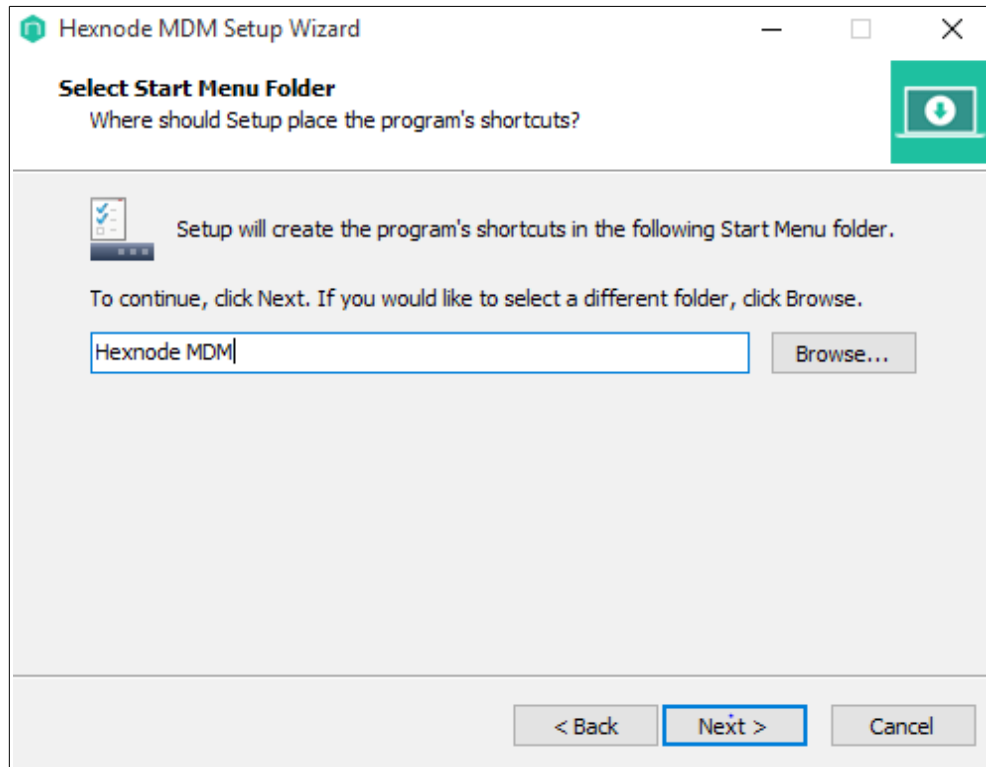 Hexnode MDM Setup Wizard
Select Start Menu Folder
Where should Setup place the program's shortcuts?
Setup will create the program's shortcuts in the following Start Menu folder.
To continue, click Next. If you would like to select a different folder, click Browse.
Hexnode MDM
Browse...
< Back
Next >
Cancel